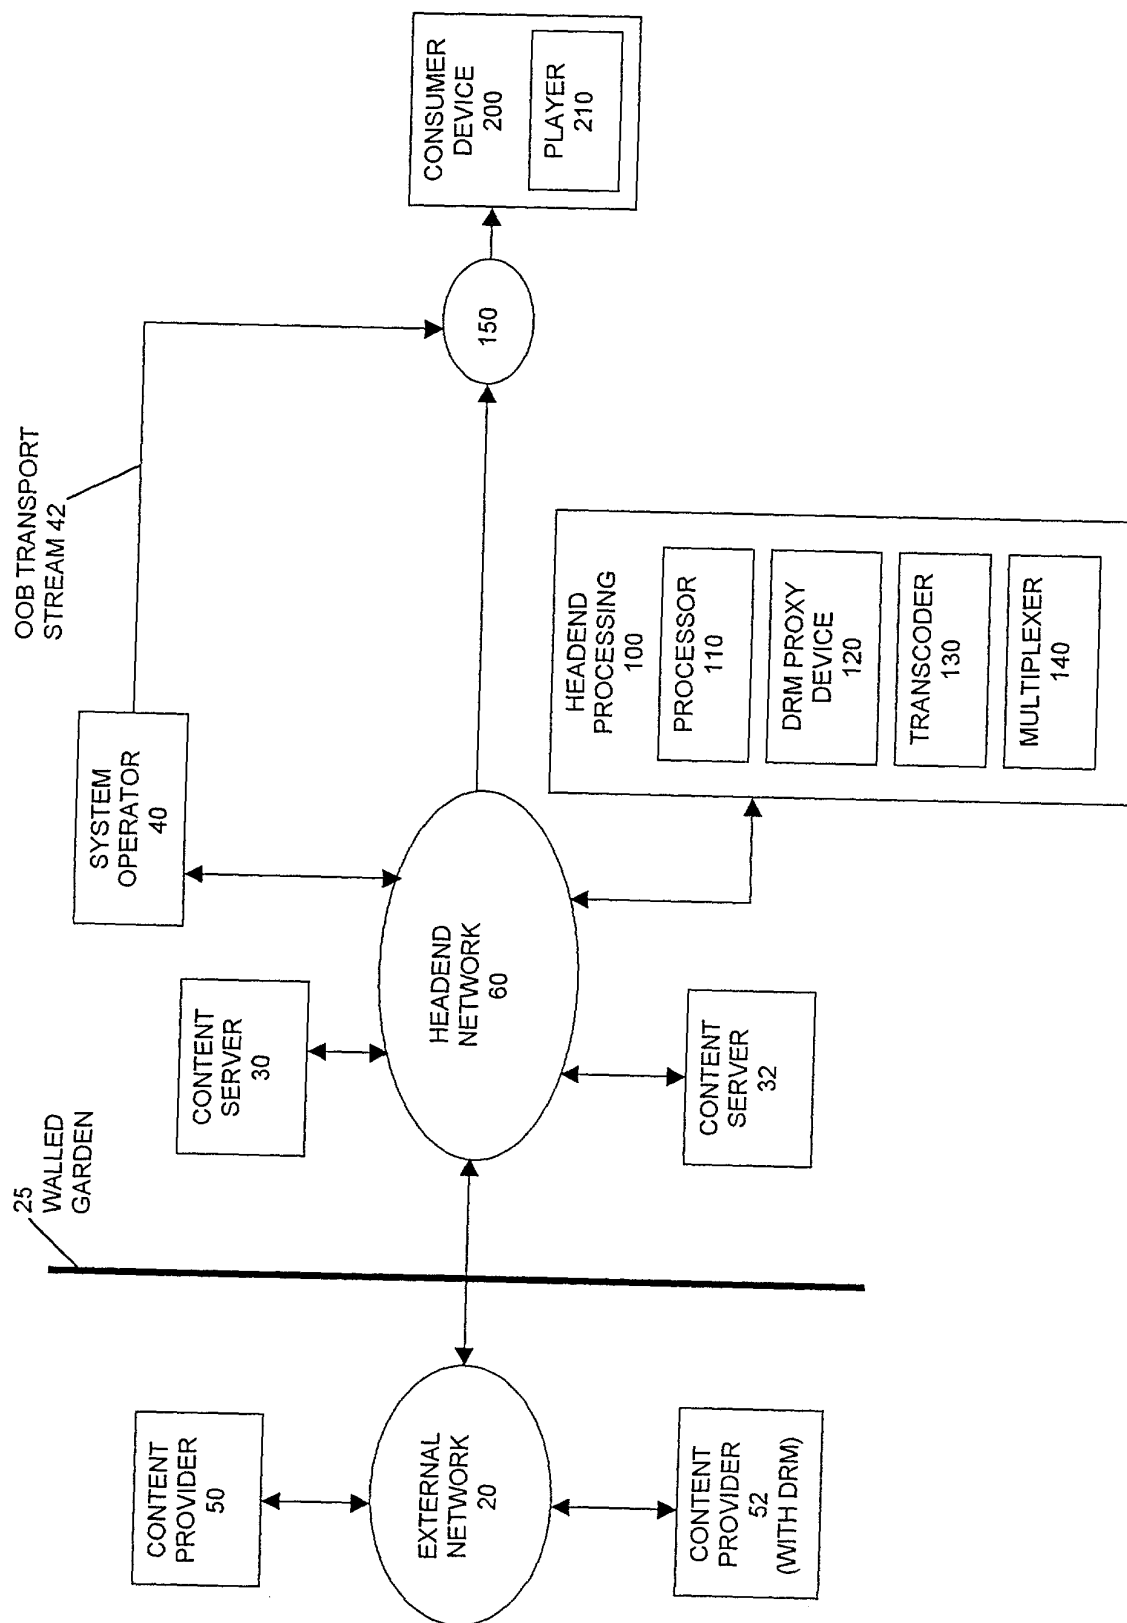 CONTENT
PROVIDER
50
EXTERNAL
NETWORK
20
CONTENT
PROVIDER
52
(WITH DRM)
25
WALLED
GARDEN
CONTENT
SERVER
30
SYSTEM
OPERATOR
40
HEADEND
NETWORK
60
CONTENT
SERVER
32
OOB TRANSPORT
STREAM 42
HEADEND
PROCESSING
100
PROCESSOR
110
DRM PROXY
DEVICE
120
TRANSCODER
130
MULTIPLEXER
140
150
CONSUMER
DEVICE
200
PLAYER
210